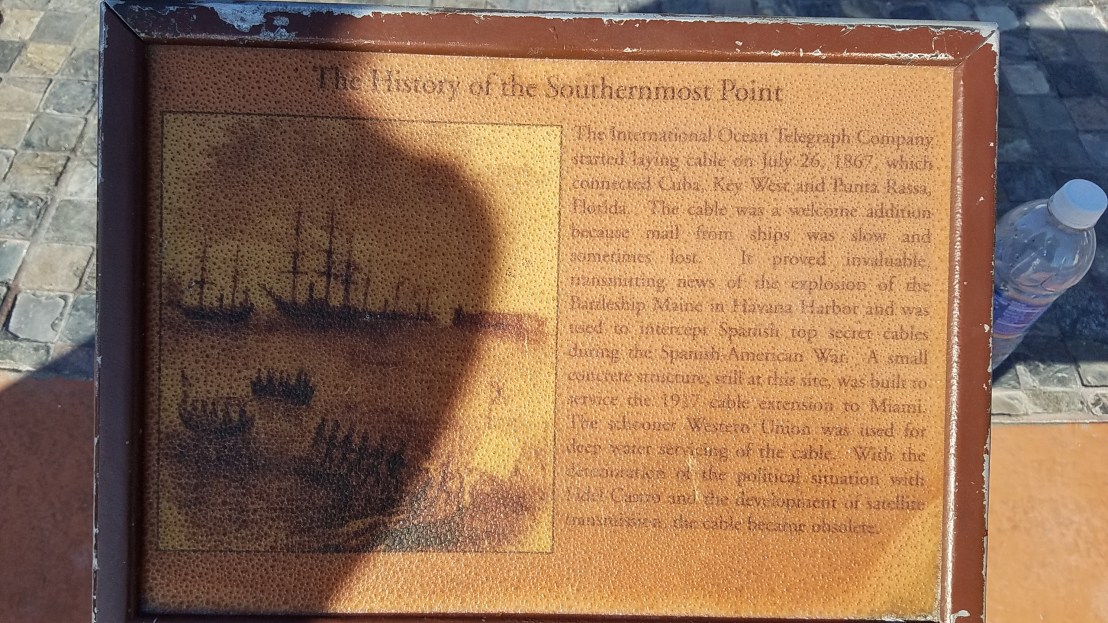 The History of the Southernmost Point
The International Ocean Telegraph Company
started laying cable on July 26, 1867, which
connected Cuba, Key West and Punta Rassa,
Florida. The cable was a welcome addition
because mail from ships was slow and
sometimes lost. It proved invaluable,
transmitting news of the explosion of the
Battleship Maine in Havana Harbor and was
used to intercept Spanish top secret cables
during the Spanish-American War. A small
concrete structure, still at this site, was built to
service the 1917 cable extension to Miami.
The schooner Western Union was used for
deep water servicing of the cable. With the
deterioration of the political situation with
Fidel Castro and the development of satellite
transmission, the cable became obsolete.